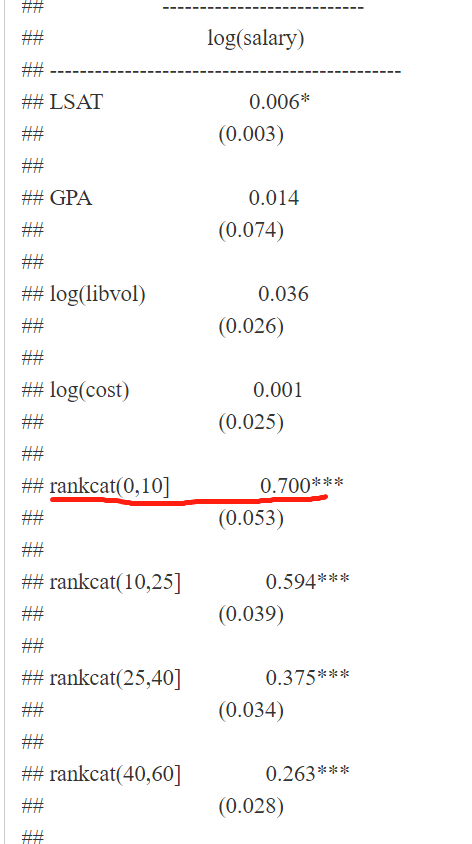 ## ---------------------------
## log(salary)
## -----------------------------------------------
## LSAT 0.006*
## (0.003)
##
## GPA 0.014
## (0.074)
##
## log(libvol) 0.036
## (0.026)
##
## log(cost) 0.001
## (0.025)
##
## rankcat(0,10] 0.700***
## (0.053)
##
## rankcat(10,25] 0.594***
## (0.039)
##
## rankcat(25,40] 0.375***
## (0.034)
##
## rankcat(40,60] 0.263***
## (0.028)
##